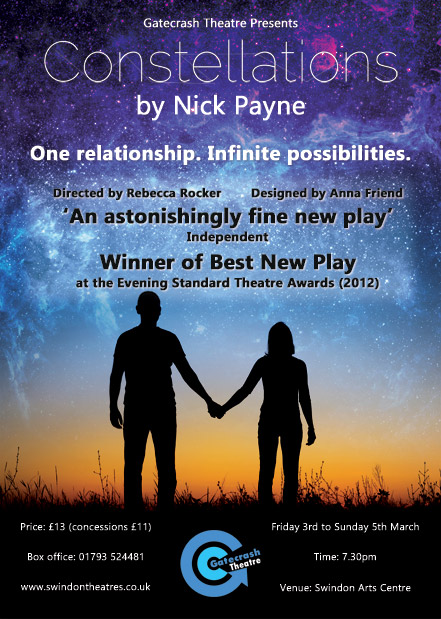 Gatecrash Theatre Presents
Constellations
by Nick Payne
One relationship. Infinite possibilities.
Directed by Rebecca Rocker Designed by Anna Friend
‘An astonishingly fine new play’
Independent
Winner of Best New Play
at the Evening Standard Theatre Awards (2012)
Price: £13 (concessions £11)
Box office: 01793 524481
www.swindontheatres.co.uk
Gatecrash
Theatre
Friday 3rd to Sunday 5th March
Time: 7.30pm
Venue: Swindon Arts Centre